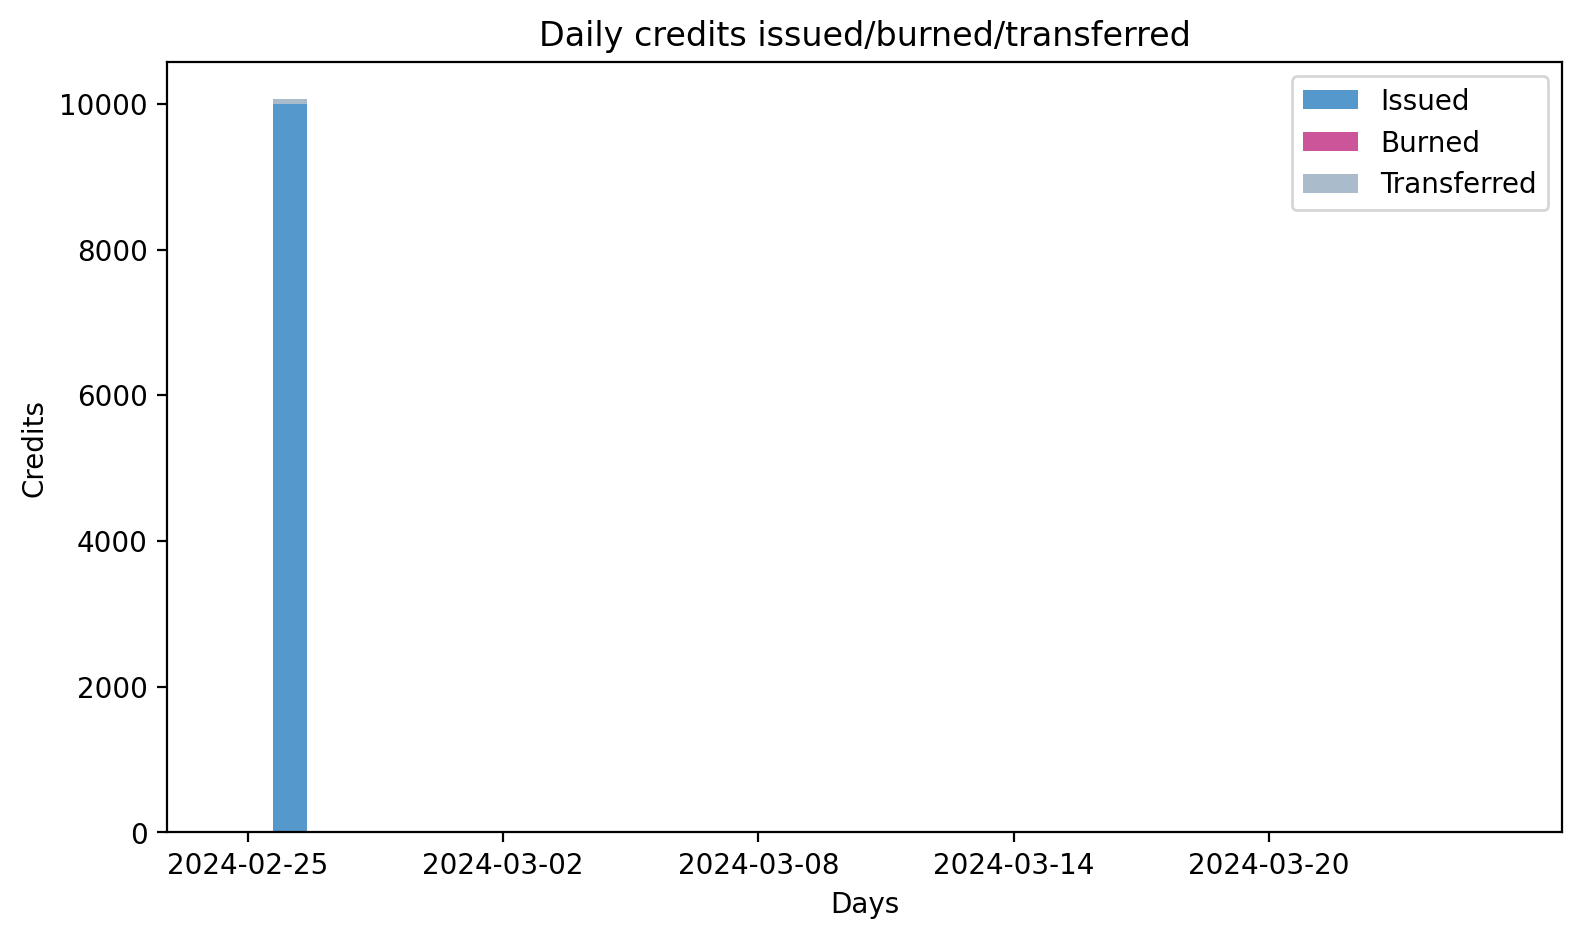 Daily credits issued/burned/transferred
Issued
Burned
Transferred
10000
8000
6000
4000
2000
0
Credits
2024-02-25 2024-03-02 2024-03-08 2024-03-14 2024-03-20
Days